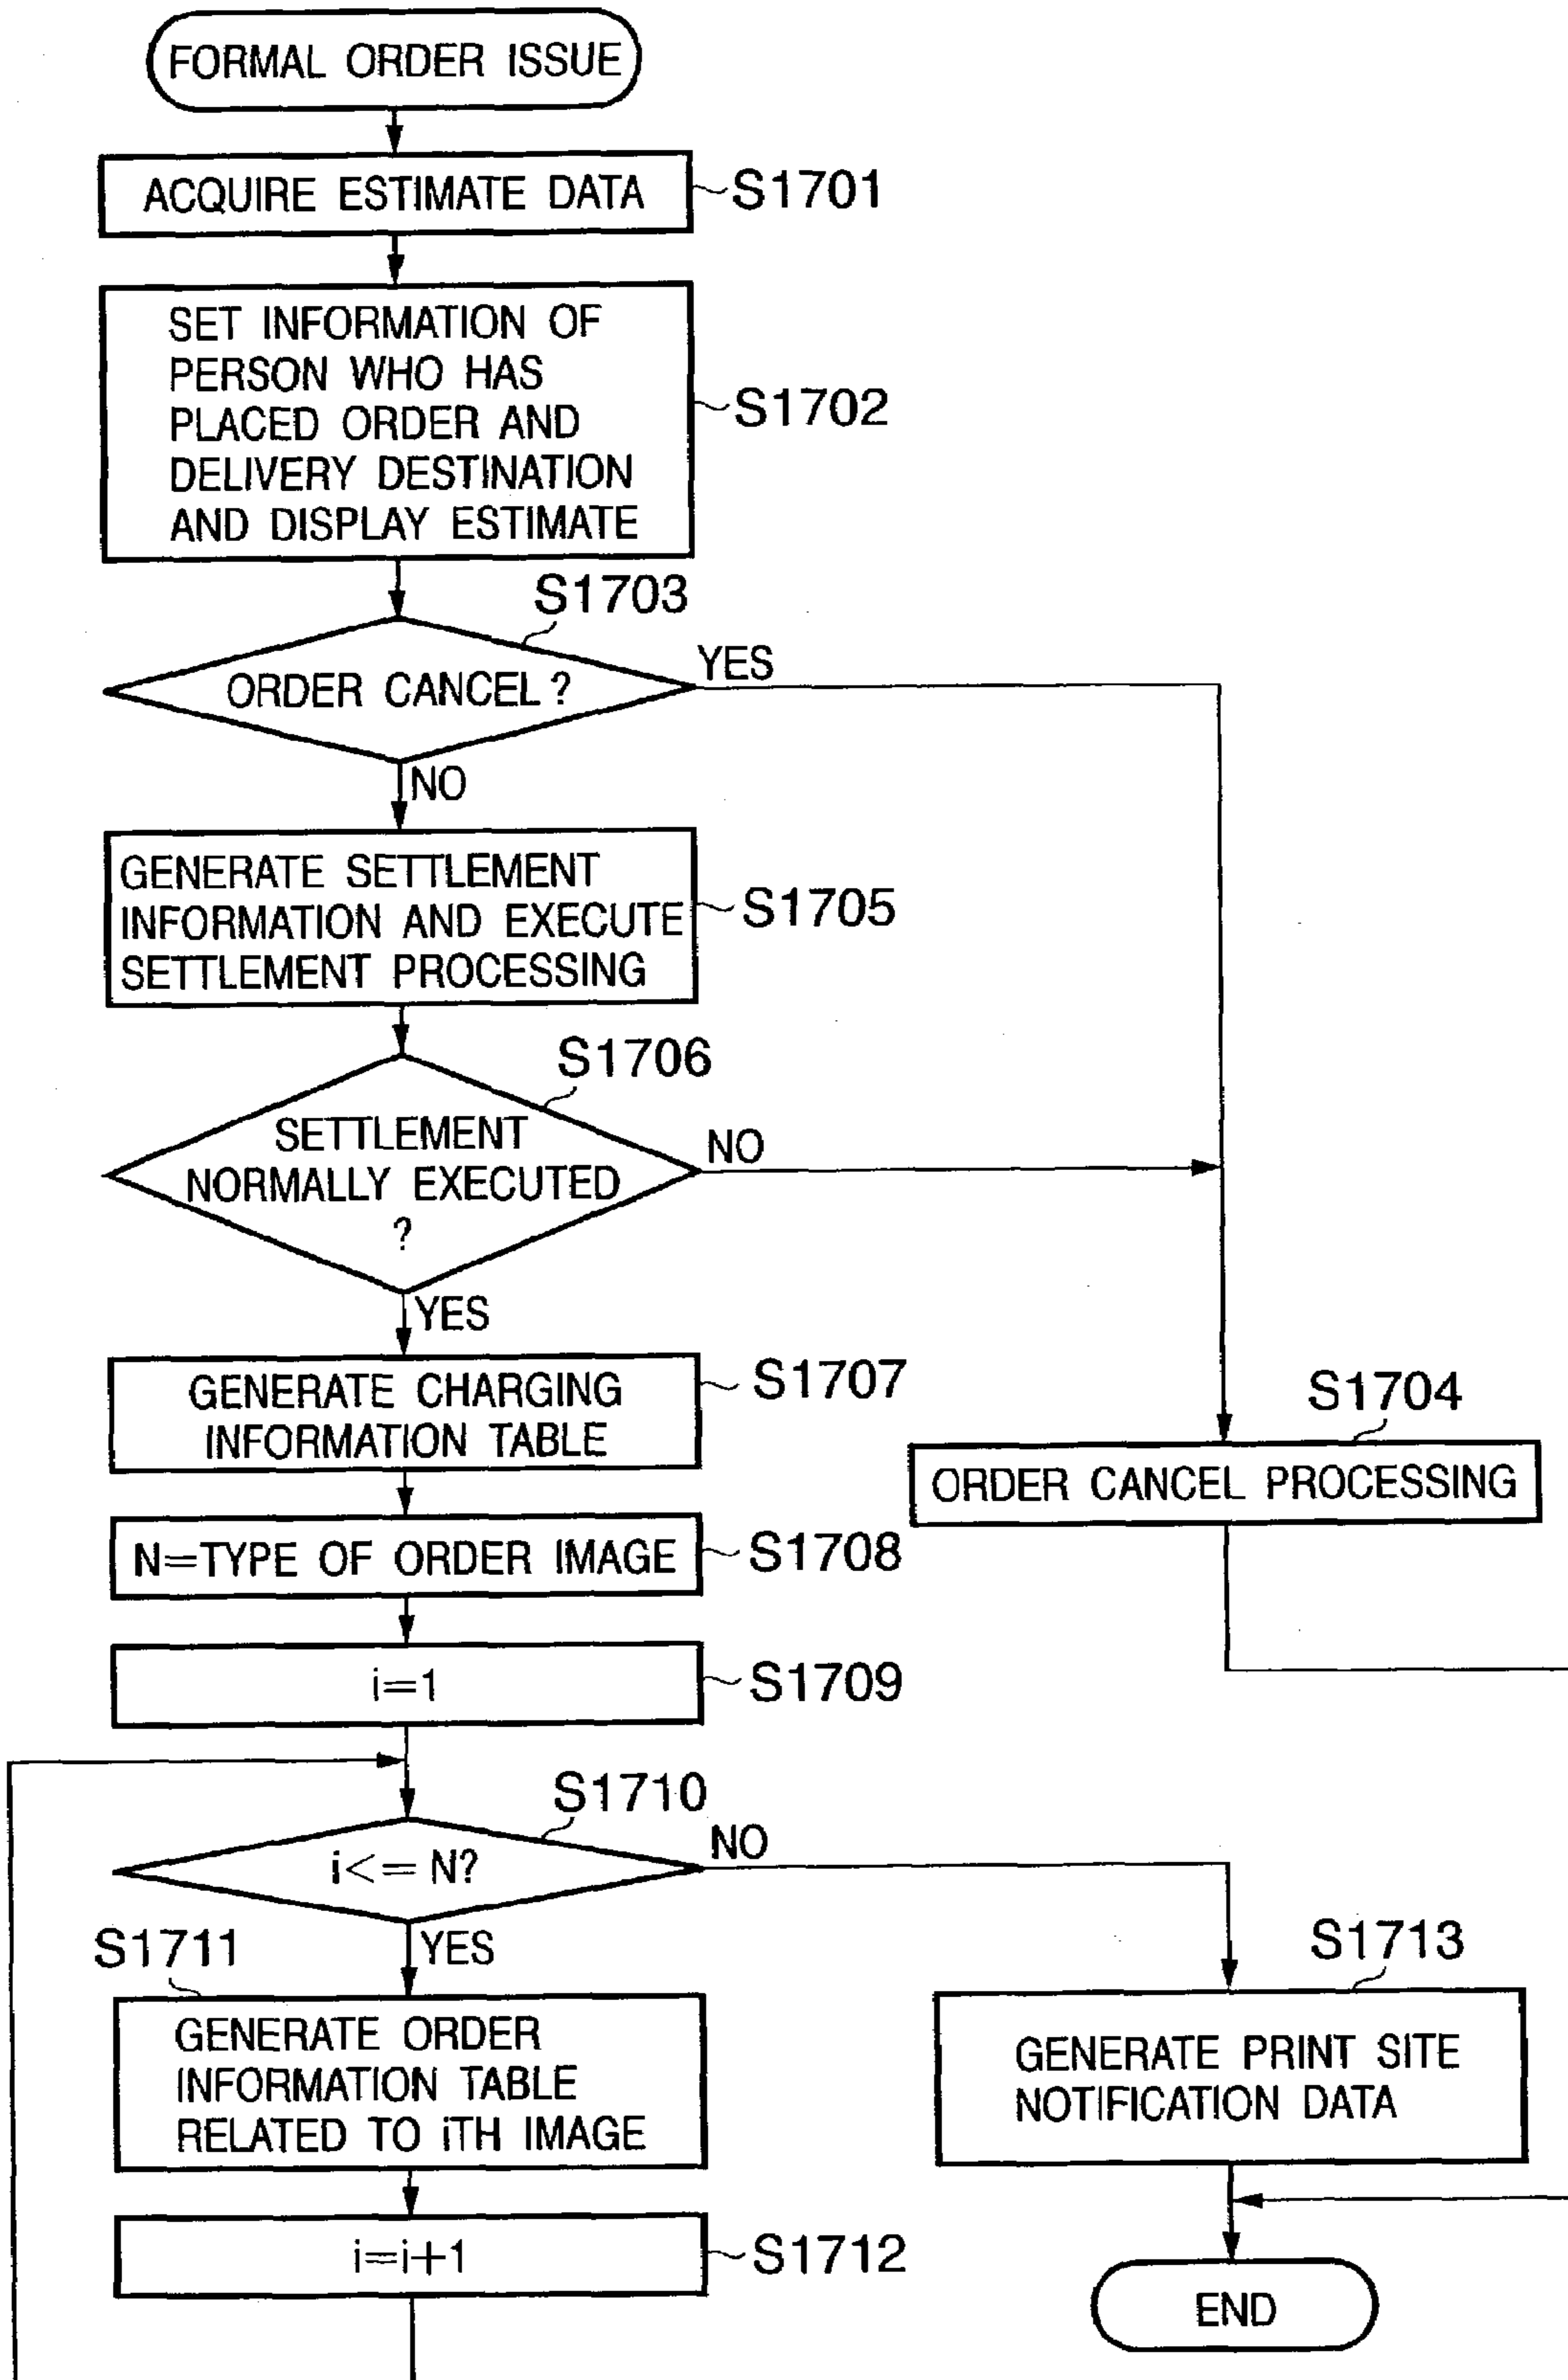 FORMAL ORDER ISSUE
ACQUIRE ESTIMATE DATA
S1701
SET INFORMATION OF
PERSON WHO HAS
PLACED ORDER AND
DELIVERY DESTINATION
AND DISPLAY ESTIMATE
S1702
S1703
ORDER CANCEL?
YES
NO
GENERATE SETTLEMENT
INFORMATION AND EXECUTE
SETTLEMENT PROCESSING
S1705
S1706
SETTLEMENT
NORMALLY EXECUTED
?
NO
YES
GENERATE CHARGING
INFORMATION TABLE
S1707
S1704
ORDER CANCEL PROCESSING
N=TYPE OF ORDER IMAGE
S1708
i=1
S1709
S1710
i<= N?
NO
YES
S1711
GENERATE ORDER
INFORMATION TABLE
RELATED TO iTH IMAGE
S1713
GENERATE PRINT SITE
NOTIFICATION DATA
i=i+1
S1712
END